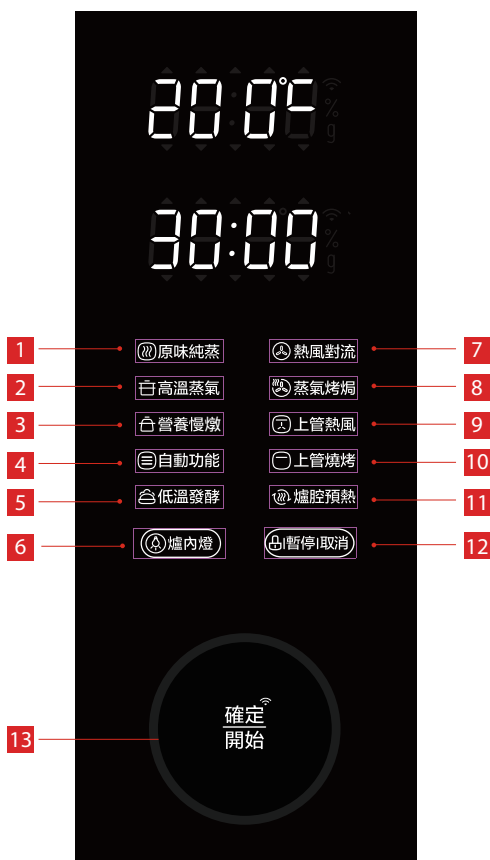 20 0°C
%
g
30:00
%
g
1 原味純蒸
熱風對流 7
2 高溫蒸氣
蒸氣烤焗 8
3 營養慢燉
上管熱風 9
4 自動功能
上管燒烤 10
5 低溫發酵
爐腔預熱 11
6 爐內燈
暫停|取消 12
13 確定
開始